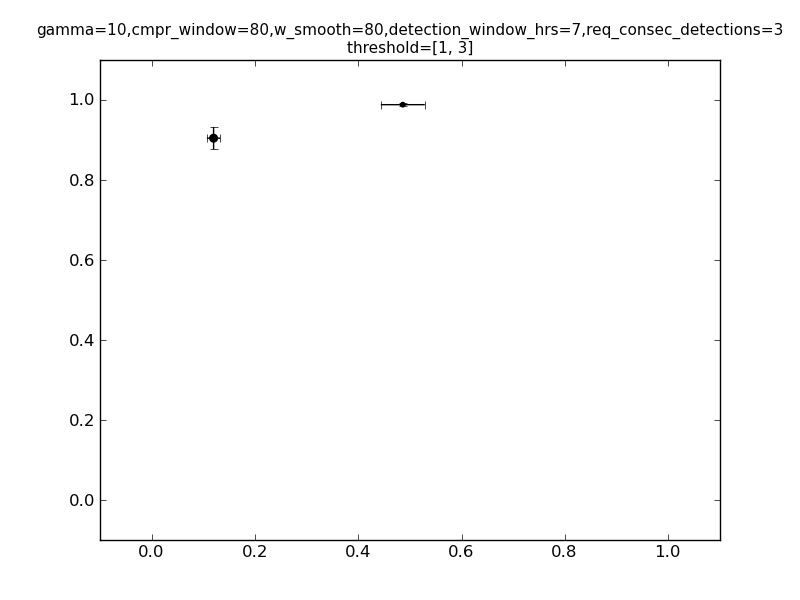 gamma=10,cmpr_window=80,w_smooth=80,detection_window_hrs=7,req_consec_detections=3
threshold=[1, 3]
1.0
0.8
0.6
0.4
0.2
0.0
0.0 0.2 0.4 0.6 0.8 1.0